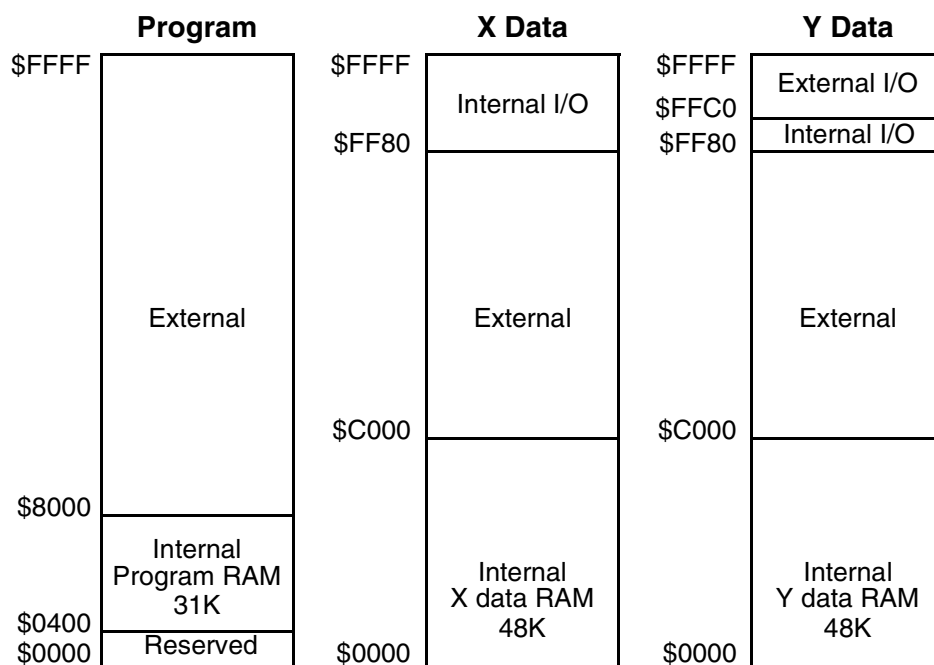 Program
$FFFF
External
$8000
Internal
Program RAM
31K
$0400
Reserved
$0000
X Data
$FFFF
Internal I/O
$FF80
External
$C000
Internal
X data RAM
48K
$0000
Y Data
$FFFF
External I/O
$FFC0
Internal I/O
$FF80
External
$C000
Internal
Y data RAM
48K
$0000